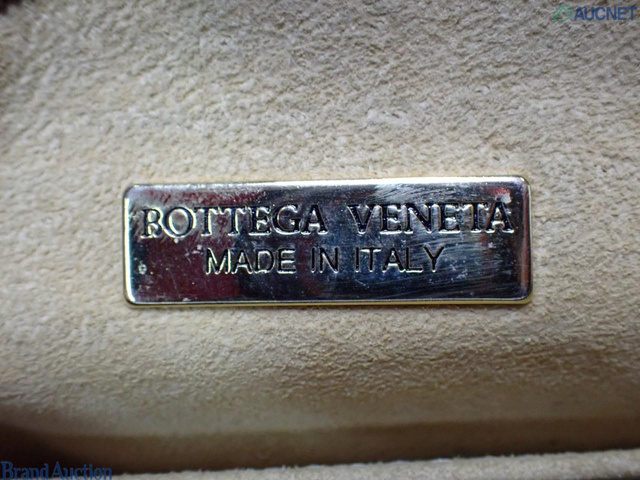 AUCNET
BOTTEGA VENETA
MADE IN ITALY
Brand Auction